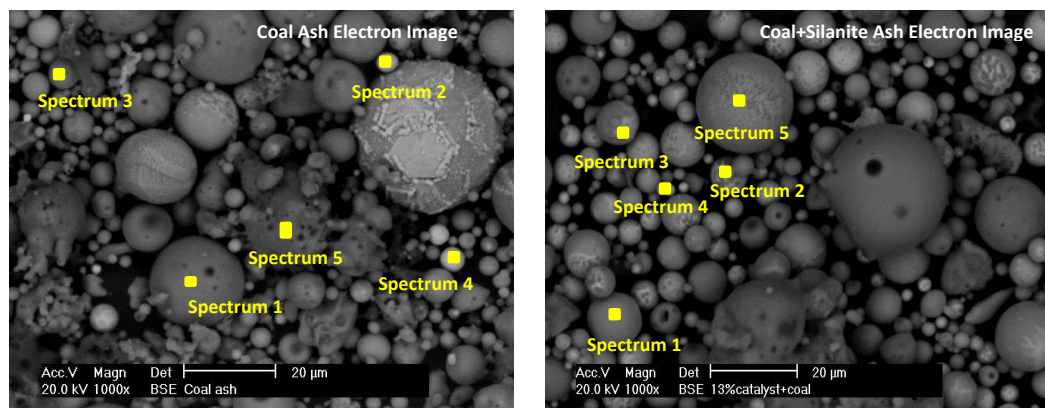 Coal Ash Electron Image
Spectrum 2
Spectrum 3
Spectrum 5
Spectrum 4
Spectrum 1
Acc.V Magn Det 20 μm
20.0 kV 1000x BSE Coal ash
Coal+Silanite Ash Electron Image
Spectrum 5
Spectrum 3
Spectrum 2
Spectrum 4
Spectrum 1
Acc.V Magn Det 20 μm
20.0 kV 1000x BSE 13%catalyst+coal